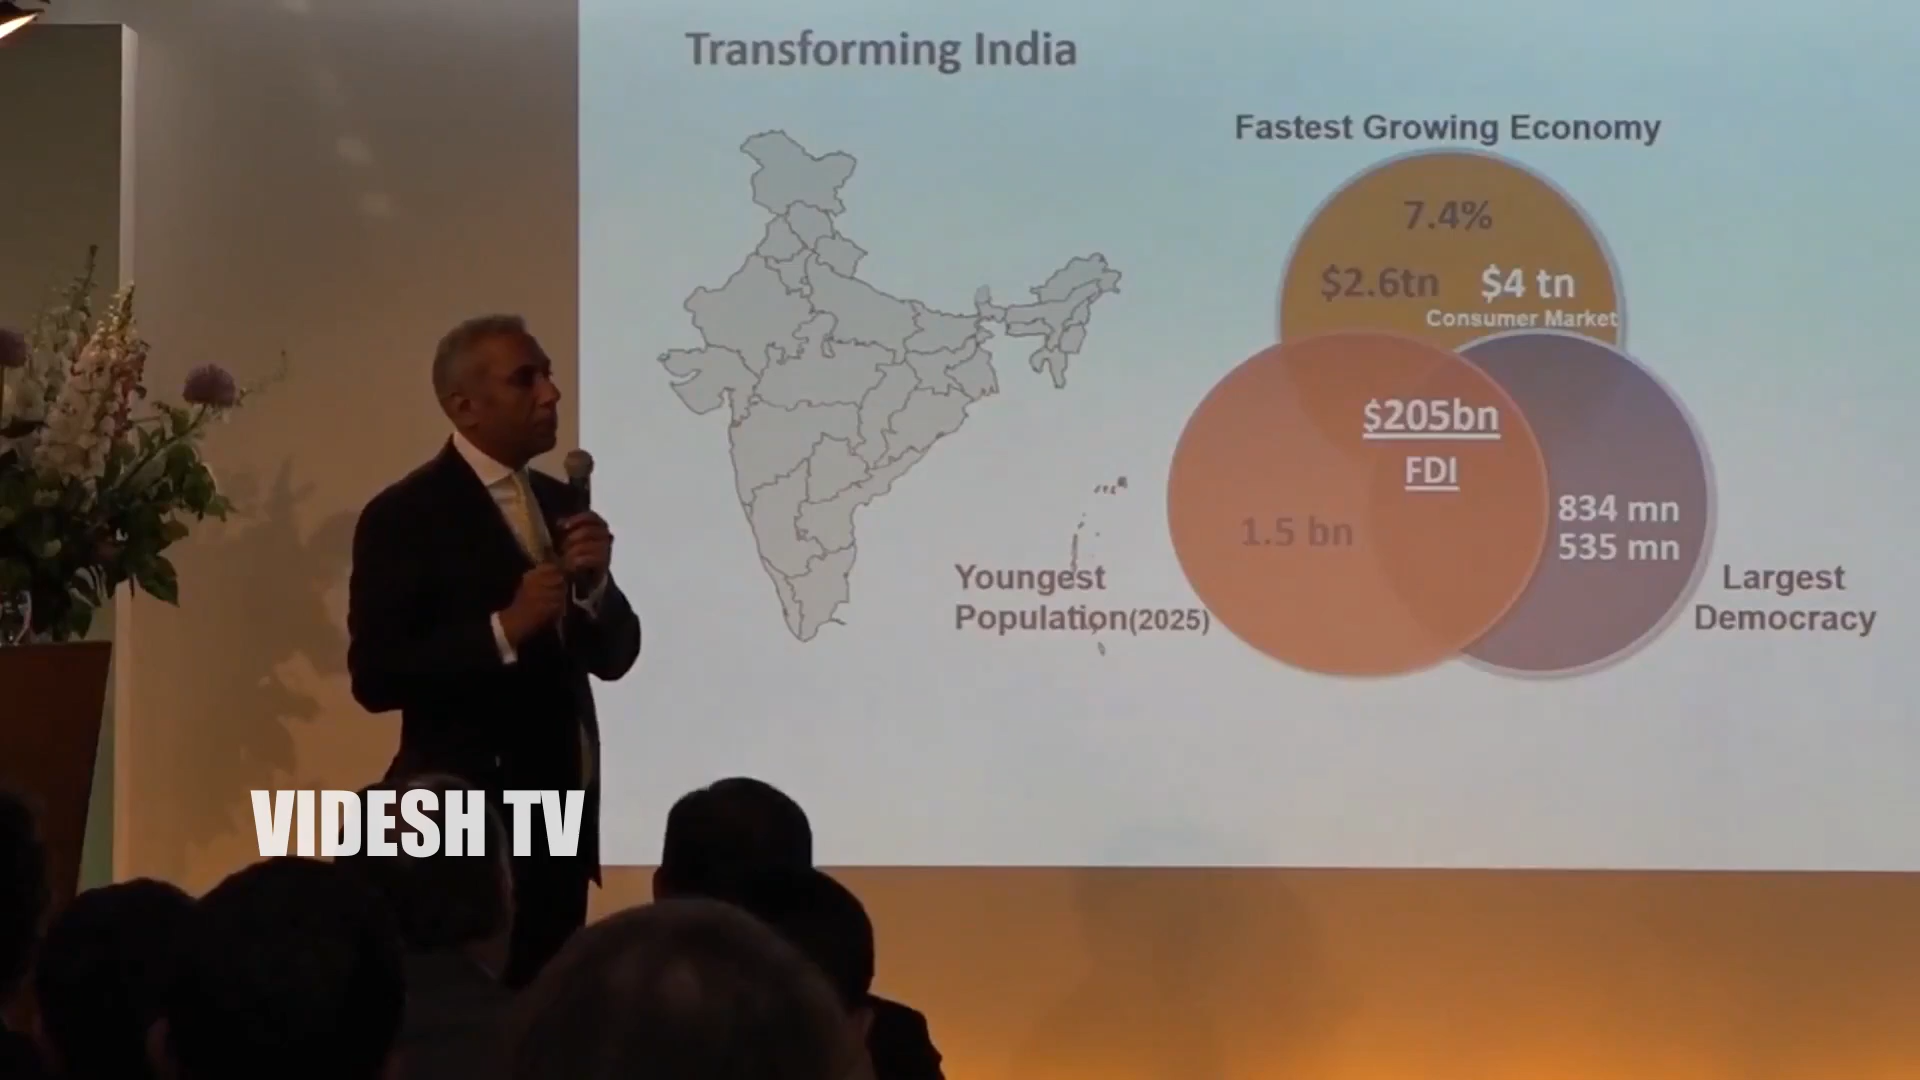 Transforming India
Fastest Growing Economy
7.4%
$2.6tn $4 tn
Consumer Market
$205bn
FDI
1.5 bn
834 mn
535 mn
Youngest
Population(2025)
Largest
Democracy
VIDESH TV